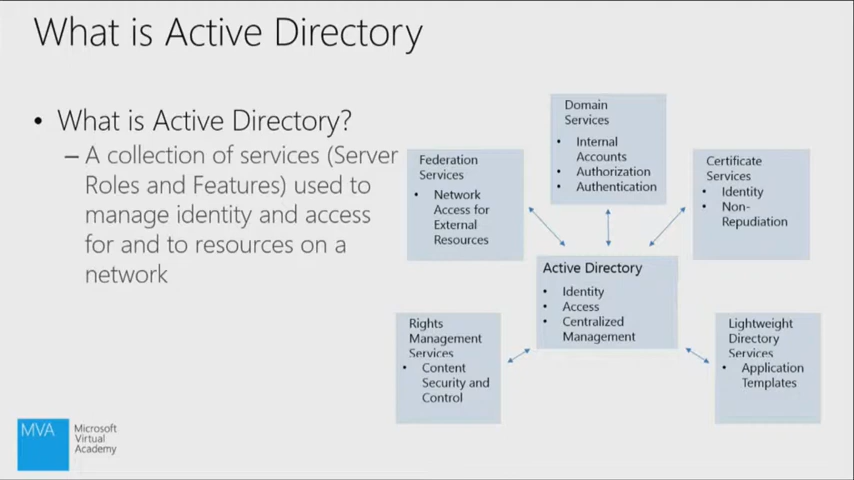 What is Active Directory
• What is Active Directory?
– A collection of services (Server
Roles and Features) used to
manage identity and access
for and to resources on a
network
Domain
Services
• Internal
Accounts
• Authorization
• Authentication
Federation
Services
• Network
Access for
External
Resources
Certificate
Services
• Identity
• Non-
Repudiation
Active Directory
• Identity
• Access
• Centralized
Management
Rights
Management
Services
• Content
Security and
Control
Lightweight
Directory
Services
• Application
Templates
MVA
Microsoft
Virtual
Academy